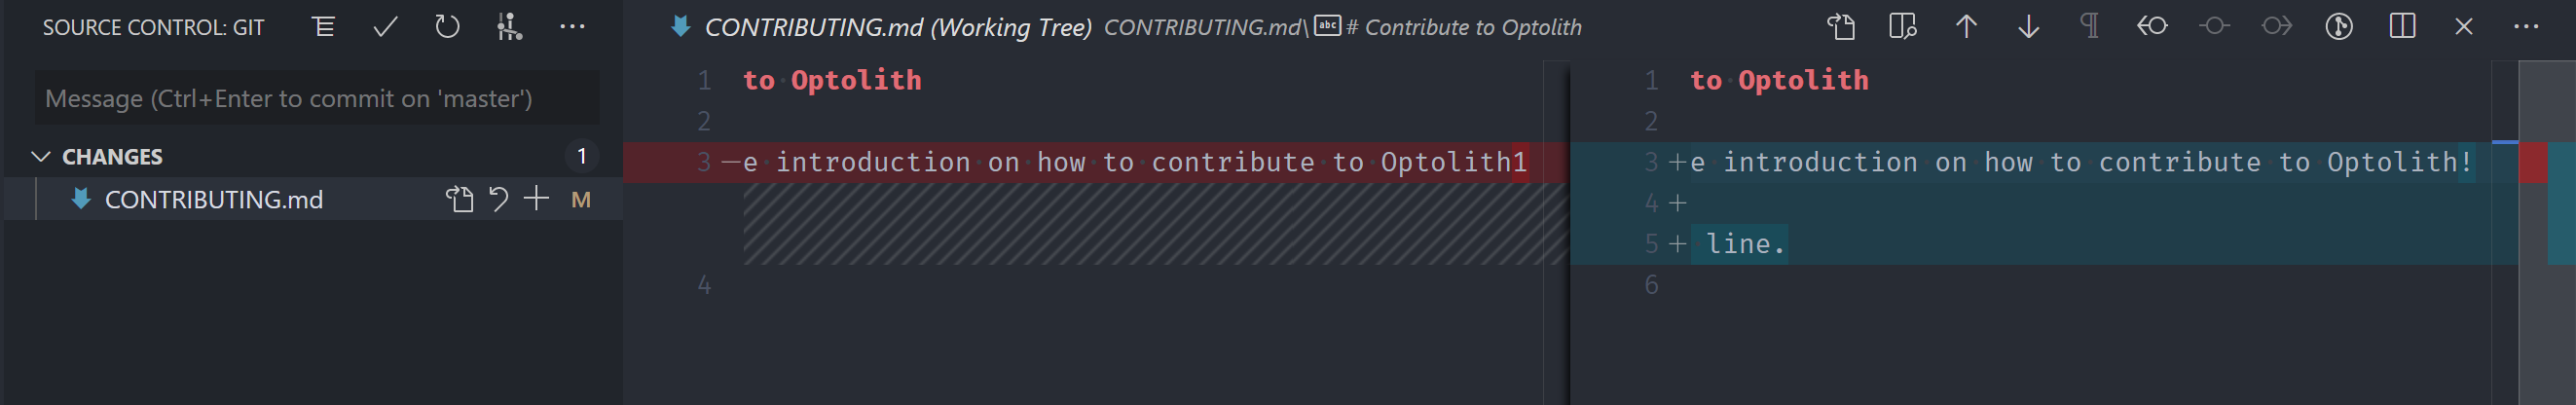 SOURCE CONTROL: GIT
Message (Ctrl+Enter to commit on 'master')
CHANGES 1
CONTRIBUTING.md M
CONTRIBUTING.md (Working Tree) CONTRIBUTING.md\ abc # Contribute to Optolith
1 to Optolith
2
3 —e introduction on how to contribute to Optolith1
4
1 to Optolith
2
3 +e introduction on how to contribute to Optolith!
4 +
5 + line.
6